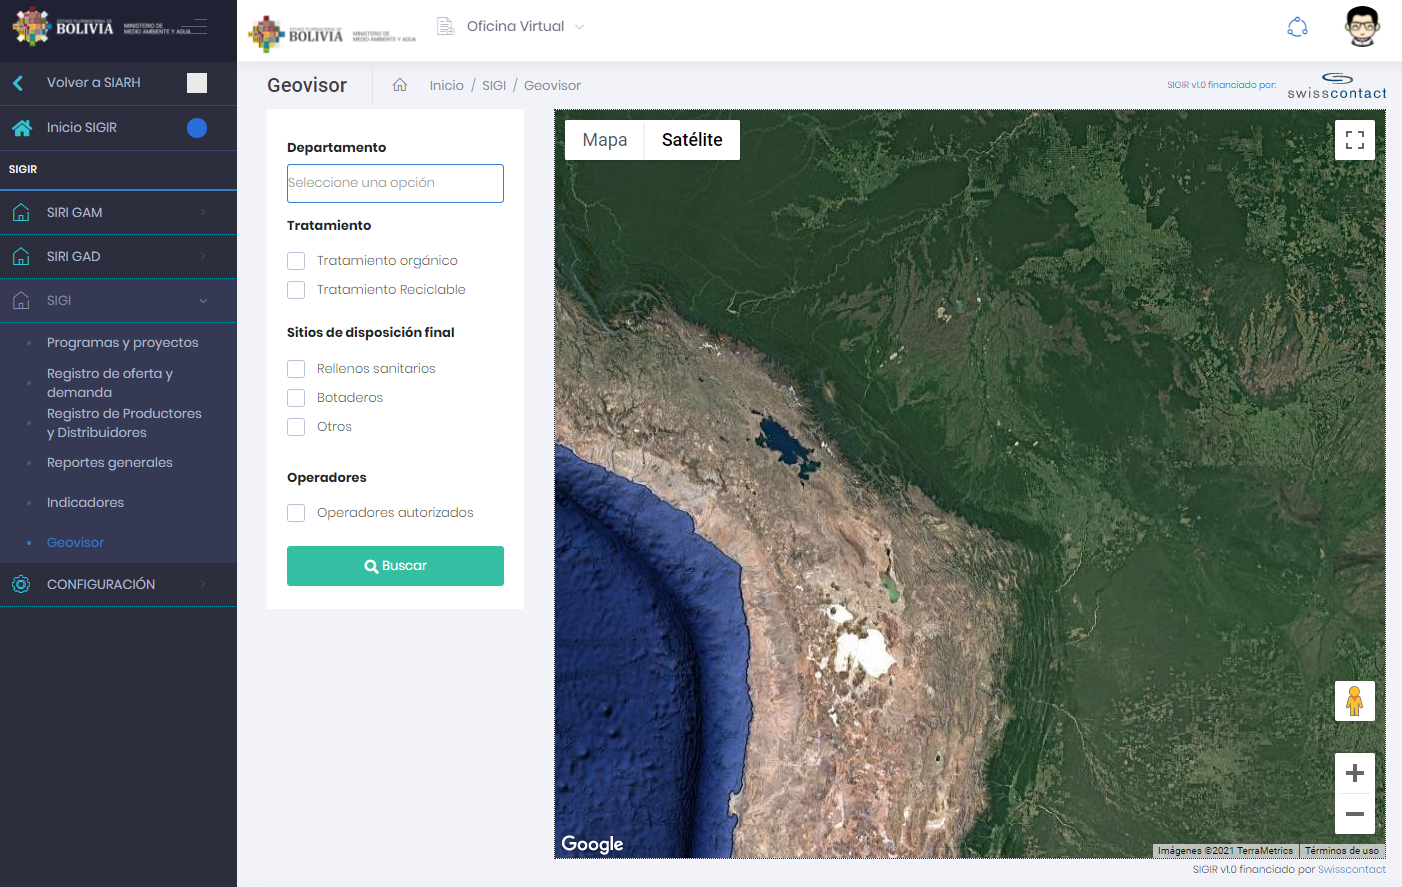 ESTADO PLURINACIONAL DE
BOLIVIA
MINISTERIO DE
MEDIO AMBIENTE Y AGUA
Volver a SIARH
Inicio SIGIR
SIGIR
SIRI GAM
SIRI GAD
SIGI
Programas y proyectos
Registro de oferta y
demanda
Registro de Productores
y Distribuidores
Reportes generales
Indicadores
Geovisor
CONFIGURACIÓN
ESTADO PLURINACIONAL DE
BOLIVIA
MINISTERIO DE
MEDIO AMBIENTE Y AGUA
Oficina Virtual
Geovisor
Inicio / SIGI / Geovisor
SIGIR v1.0 financiado por:
swisscontact
Departamento
Seleccione una opción
Tratamiento
Tratamiento orgánico
Tratamiento Reciclable
Sitios de disposición final
Rellenos sanitarios
Botaderos
Otros
Operadores
Operadores autorizados
Buscar
Mapa
Satélite
Google
Imágenes ©2021 TerraMetrics
Términos de uso
SIGIR v1.0 financiado por Swisscontact